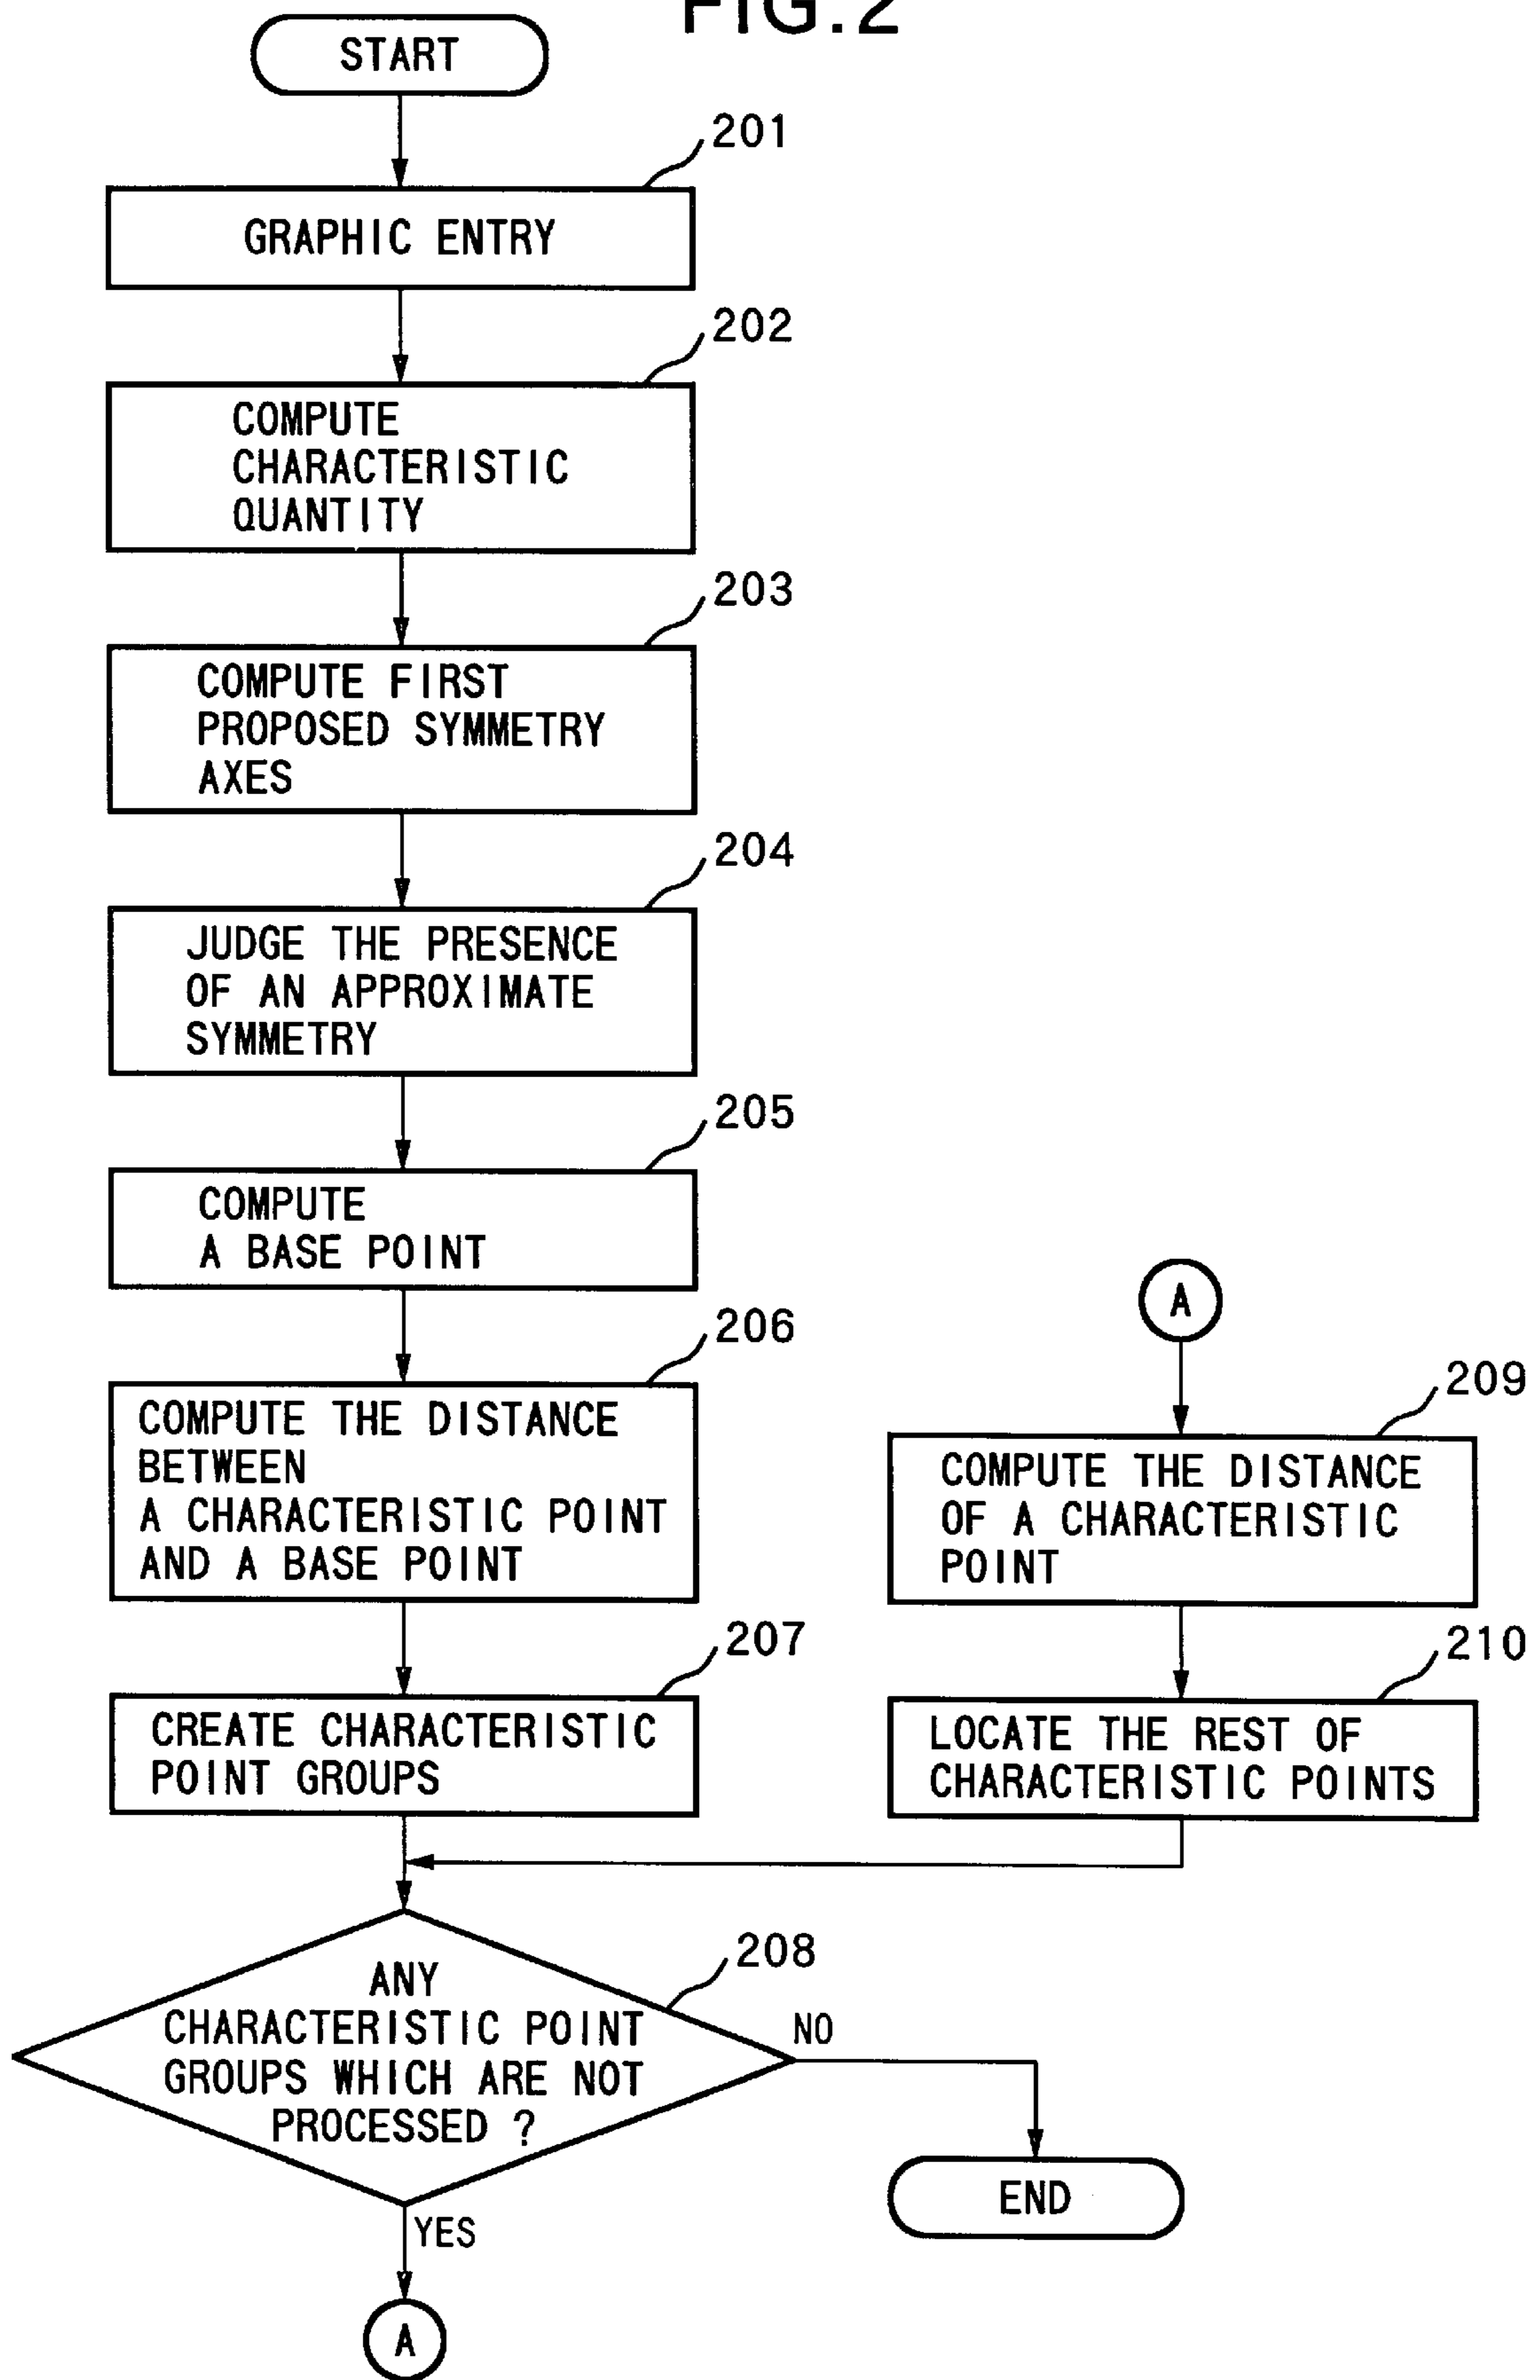 FIG.2
START
201
GRAPHIC ENTRY
202
COMPUTE
CHARACTERISTIC
QUANTITY
203
COMPUTE FIRST
PROPOSED SYMMETRY
AXES
204
JUDGE THE PRESENCE
OF AN APPROXIMATE
SYMMETRY
205
COMPUTE
A BASE POINT
206
COMPUTE THE DISTANCE
BETWEEN
A CHARACTERISTIC POINT
AND A BASE POINT
207
CREATE CHARACTERISTIC
POINT GROUPS
208
ANY
CHARACTERISTIC POINT
GROUPS WHICH ARE NOT
PROCESSED ?
NO
END
YES
A
A
209
COMPUTE THE DISTANCE
OF A CHARACTERISTIC
POINT
210
LOCATE THE REST OF
CHARACTERISTIC POINTS